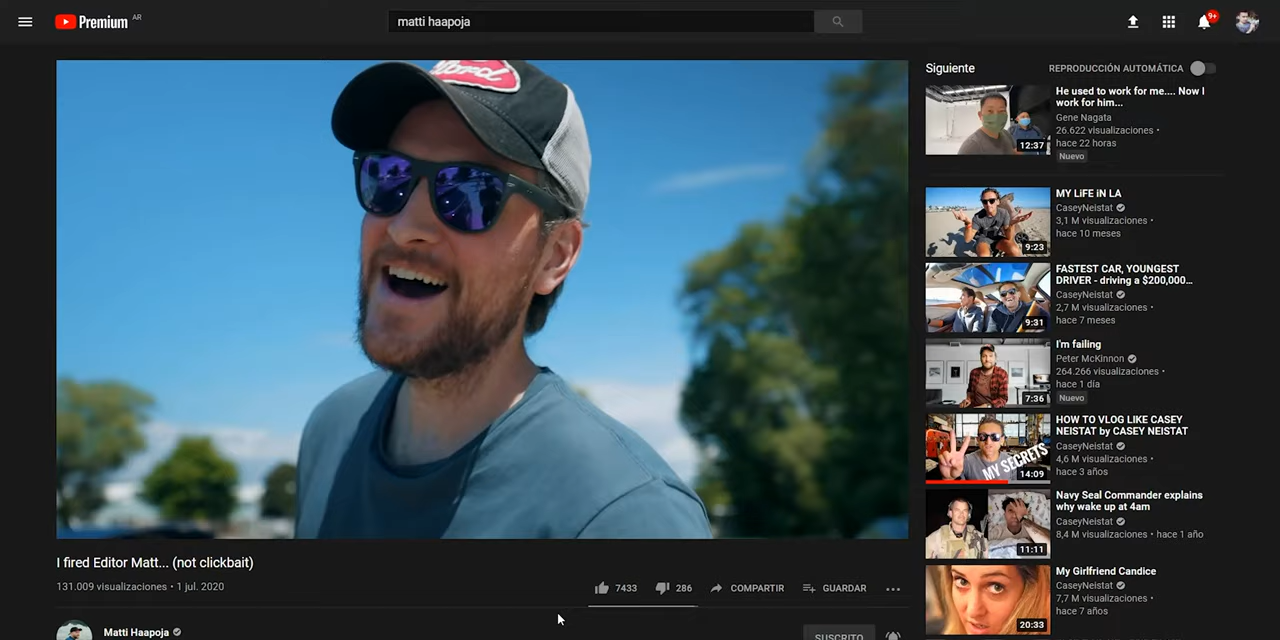 Premium AR
matti haapoja
9+
Ford
Siguiente
REPRODUCCIÓN AUTOMÁTICA
12:37
He used to work for me.... Now I
work for him...
Gene Nagata
26.622 visualizaciones •
hace 22 horas
Nuevo
9:23
MY LiFE iN LA
CaseyNeistat
3,1 M visualizaciones •
hace 10 meses
9:31
FASTEST CAR, YOUNGEST
DRIVER - driving a $200,000...
CaseyNeistat
2,7 M visualizaciones •
hace 7 meses
7:36
I'm failing
Peter McKinnon
264.266 visualizaciones •
hace 1 día
Nuevo
MY SECRETS
14:09
HOW TO VLOG LIKE CASEY
NEISTAT by CASEY NEISTAT
CaseyNeistat
4,6 M visualizaciones •
hace 3 años
11:11
Navy Seal Commander explains
why wake up at 4am
CaseyNeistat
8,4 M visualizaciones • hace 1 año
20:33
My Girlfriend Candice
CaseyNeistat
7,7 M visualizaciones •
hace 7 años
I fired Editor Matt... (not clickbait)
131.009 visualizaciones • 1 jul. 2020
7433
286
COMPARTIR
GUARDAR
Matti Haapoja
SUSCRITO